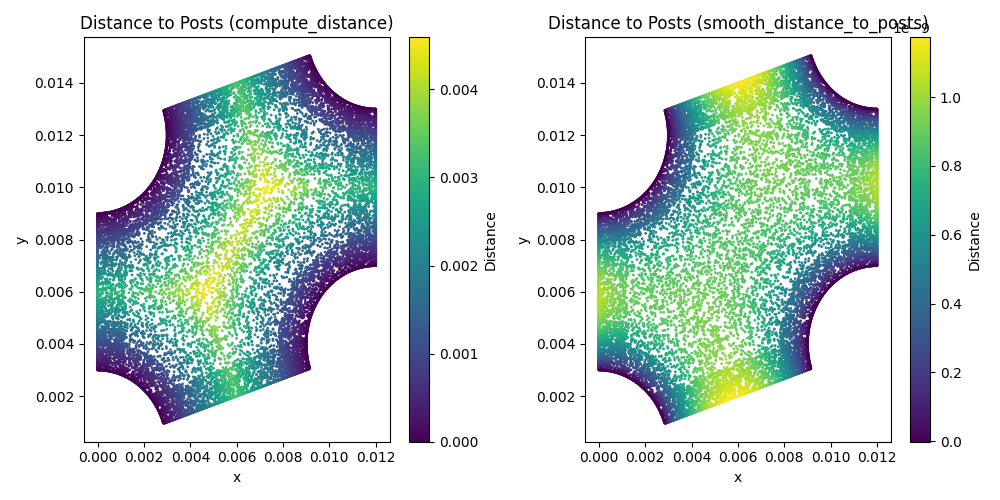 Distance to Posts (compute_distance)
0.014
0.012
0.010
0.008
0.006
0.004
0.002
y
0.000 0.002 0.004 0.006 0.008 0.010 0.012
x
0.004
0.003
0.002
0.001
0.000
Distance
Distance to Posts (smooth_distance_to_posts)
1e−9
0.014
0.012
0.010
0.008
0.006
0.004
0.002
y
0.000 0.002 0.004 0.006 0.008 0.010 0.012
x
1.0
0.8
0.6
0.4
0.2
0.0
Distance